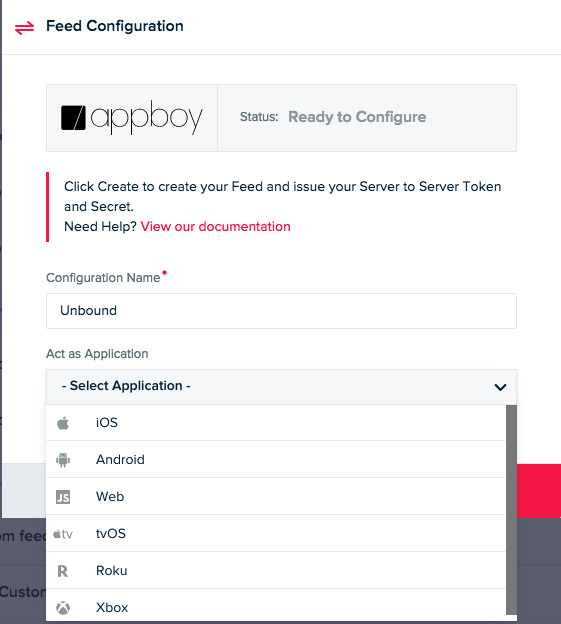 Feed Configuration
appboy
Status: Ready to Configure
Click Create to create your Feed and issue your Server to Server Token
and Secret.
Need Help? View our documentation
Configuration Name*
Unbound
Act as Application
- Select Application -
iOS
Android
JS Web
tv tvOS
R Roku
Xbox
om feed
Custom